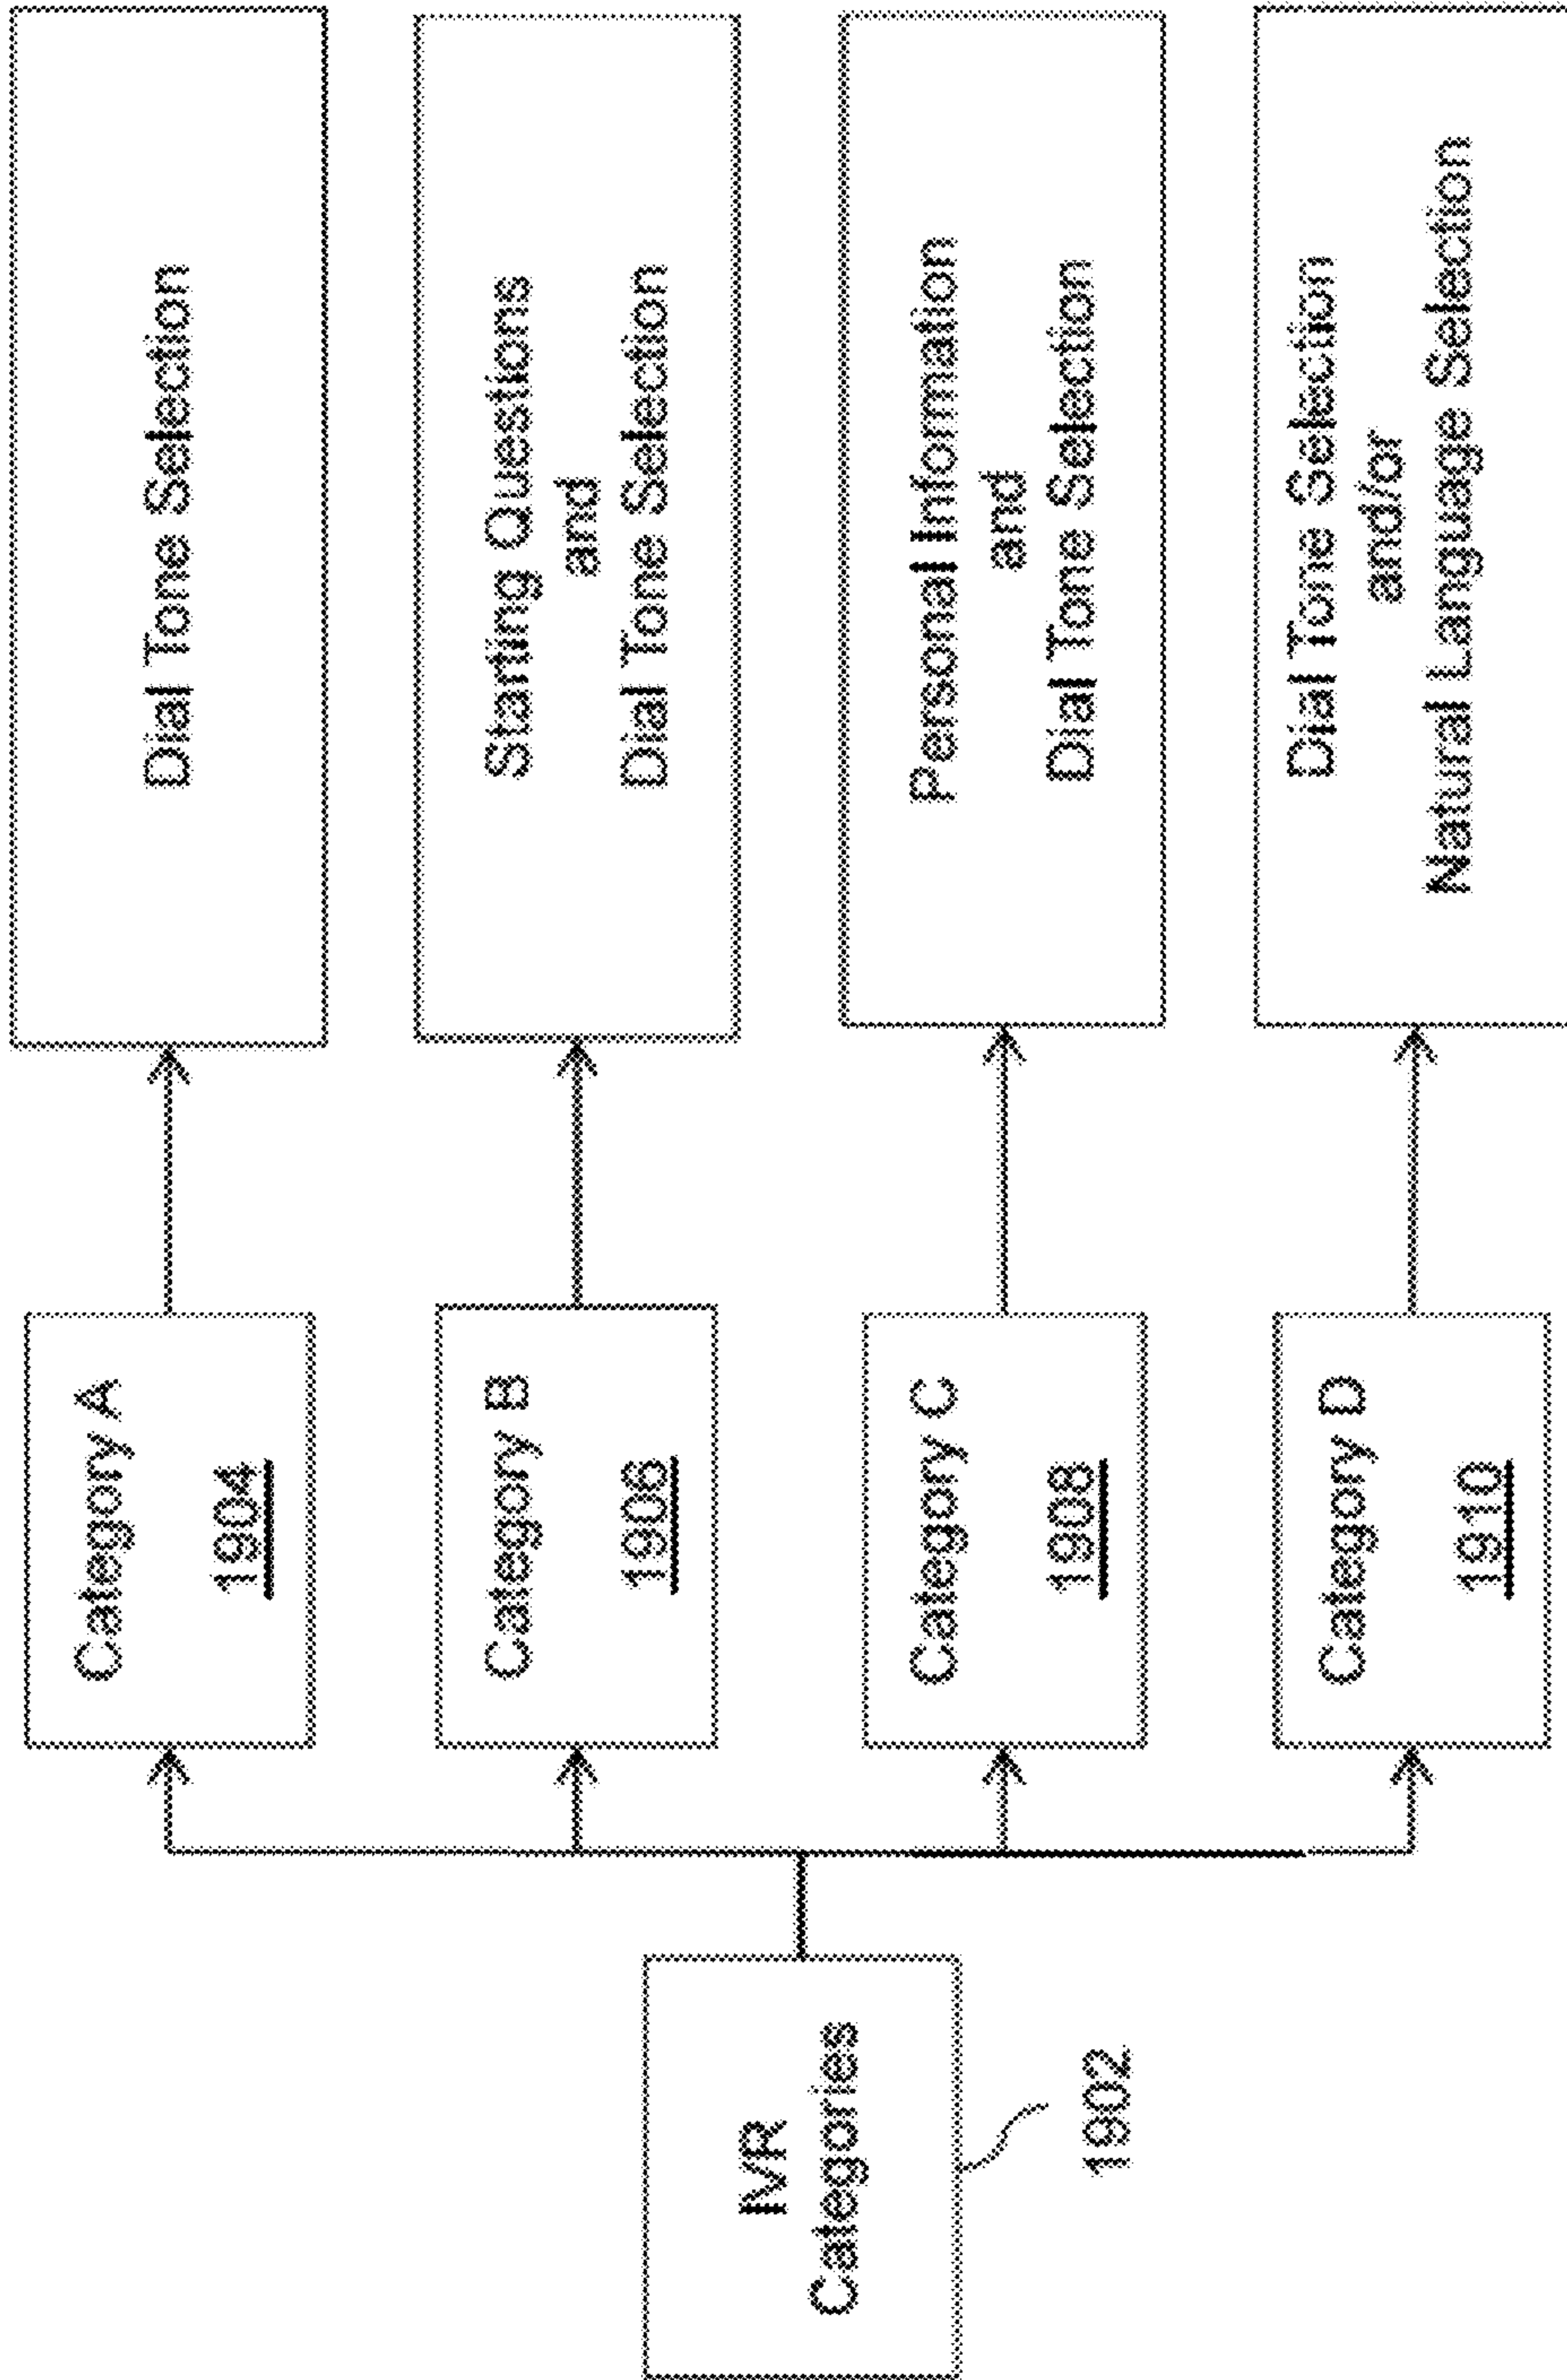 IVR
Categories
1902
Category A
1904
Dial Tone Selection
Category B
1906
Starting Questions
and
Dial Tone Selection
Category C
1908
Personal Information
and
Dial Tone Selection
Category D
1910
Dial Tone Selection
and/or
Natural Language Selection